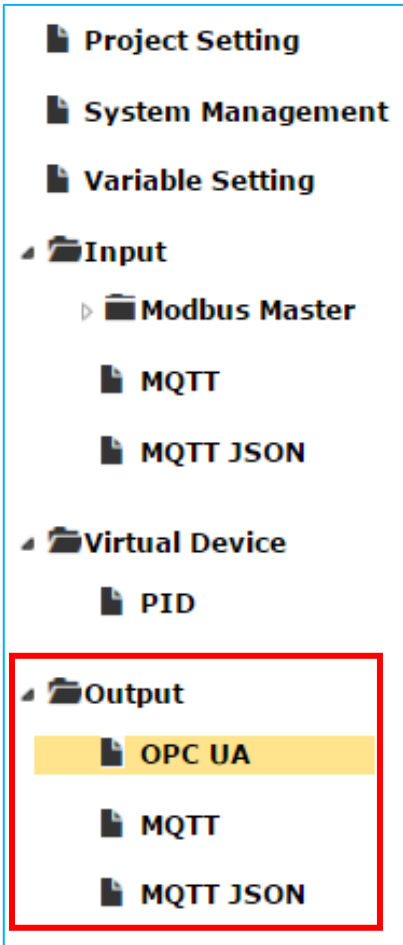 Project Setting
System Management
Variable Setting
Input
Modbus Master
MQTT
MQTT JSON
Virtual Device
PID
Output
OPC UA
MQTT
MQTT JSON